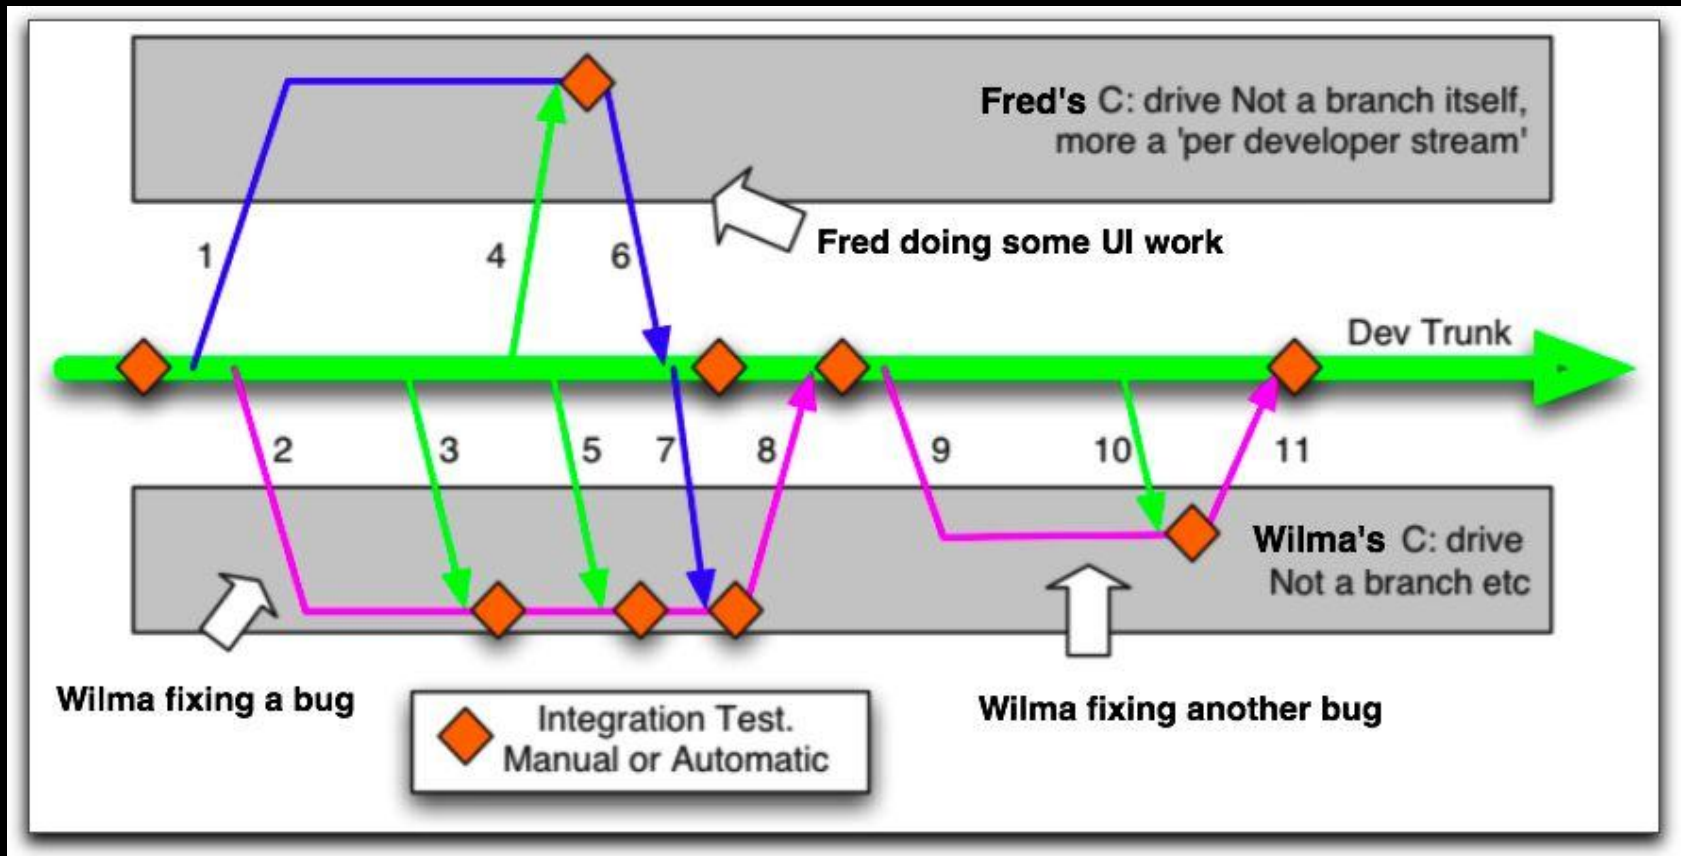 Fred's C: drive Not a branch itself,
more a 'per developer stream'
1
4
6
Fred doing some UI work
Dev Trunk
2
3
5
7
8
9
10
11
Wilma's C: drive
Not a branch etc
Wilma fixing a bug
Integration Test.
Manual or Automatic
Wilma fixing another bug